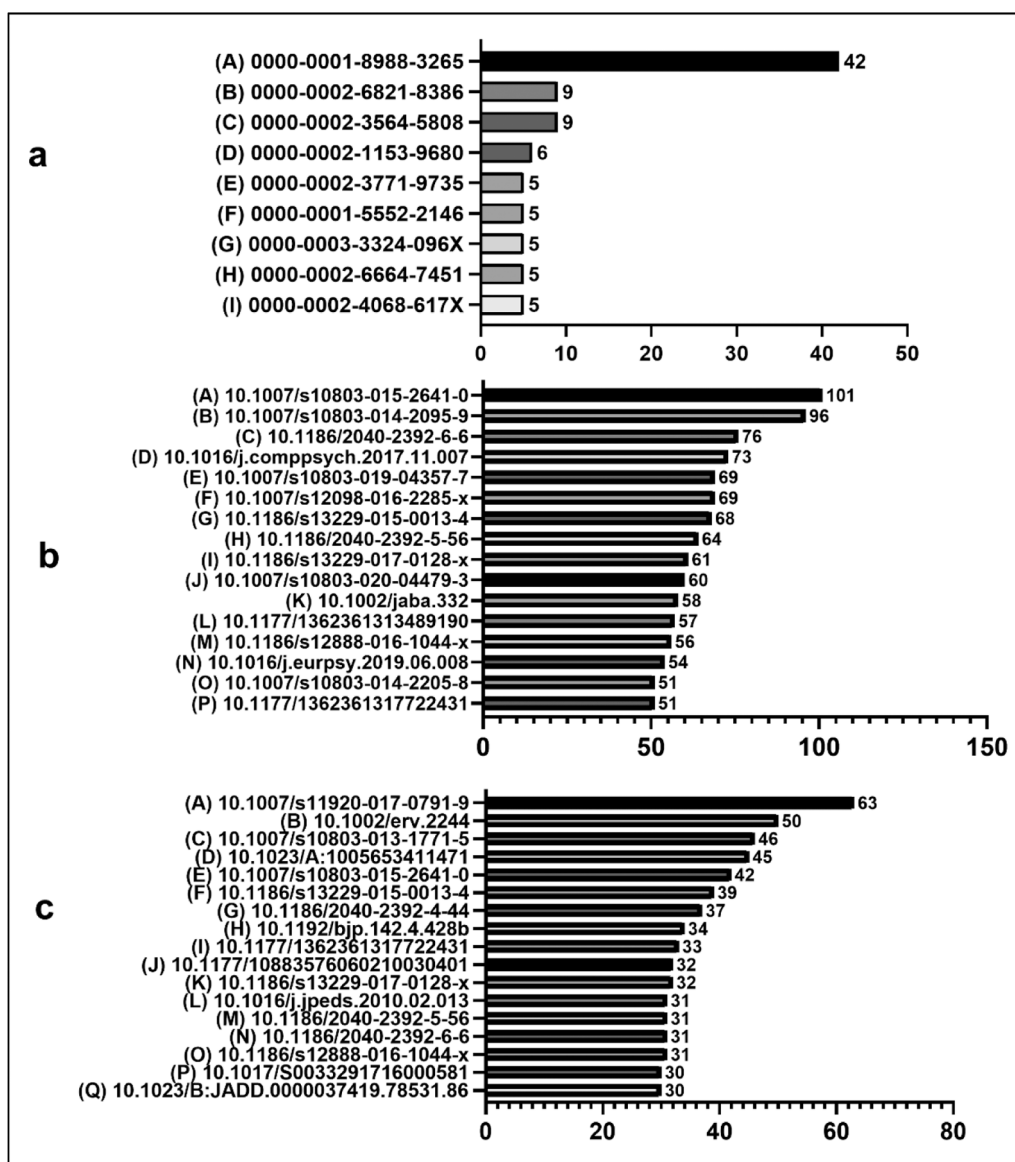 a
(A) 0000-0001-8988-3265 42
(B) 0000-0002-6821-8386 9
(C) 0000-0002-3564-5808 9
(D) 0000-0002-1153-9680 6
(E) 0000-0002-3771-9735 5
(F) 0000-0001-5552-2146 5
(G) 0000-0003-3324-096X 5
(H) 0000-0002-6664-7451 5
(I) 0000-0002-4068-617X 5
0 10 20 30 40 50
b
(A) 10.1007/s10803-015-2641-0 101
(B) 10.1007/s10803-014-2095-9 96
(C) 10.1186/2040-2392-6-6 76
(D) 10.1016/j.comppsych.2017.11.007 73
(E) 10.1007/s10803-019-04357-7 69
(F) 10.1007/s12098-016-2285-x 69
(G) 10.1186/s13229-015-0013-4 68
(H) 10.1186/2040-2392-5-56 64
(I) 10.1186/s13229-017-0128-x 61
(J) 10.1007/s10803-020-04479-3 60
(K) 10.1002/jaba.332 58
(L) 10.1177/1362361313489190 57
(M) 10.1186/s12888-016-1044-x 56
(N) 10.1016/j.eurpsy.2019.06.008 54
(O) 10.1007/s10803-014-2205-8 51
(P) 10.1177/1362361317722431 51
0 50 100 150
c
(A) 10.1007/s11920-017-0791-9 63
(B) 10.1002/erv.2244 50
(C) 10.1007/s10803-013-1771-5 46
(D) 10.1023/A:1005653411471 45
(E) 10.1007/s10803-015-2641-0 42
(F) 10.1186/s13229-015-0013-4 39
(G) 10.1186/2040-2392-4-44 37
(H) 10.1192/bjp.142.4.428b 34
(I) 10.1177/1362361317722431 33
(J) 10.1177/10883576060210030401 32
(K) 10.1186/s13229-017-0128-x 32
(L) 10.1016/j.jpeds.2010.02.013 31
(M) 10.1186/2040-2392-5-56 31
(N) 10.1186/2040-2392-6-6 31
(O) 10.1186/s12888-016-1044-x 31
(P) 10.1017/S0033291716000581 30
(Q) 10.1023/B:JADD.0000037419.78531.86 30
0 20 40 60 80